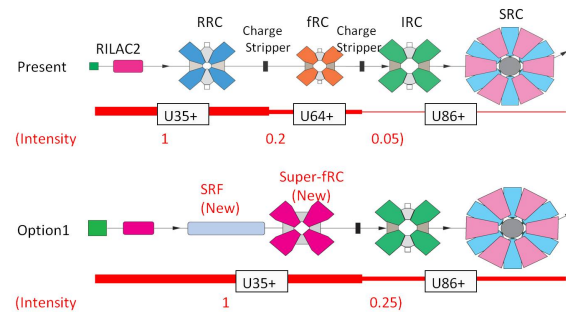 RILAC2 RRC Charge Stripper fRC Charge Stripper IRC SRC
Present
U35+ U64+ U86+
(Intensity 1 0.2 0.05)
SRF (New) Super-fRC (New)
Option1
U35+ U86+
(Intensity 1 0.25)